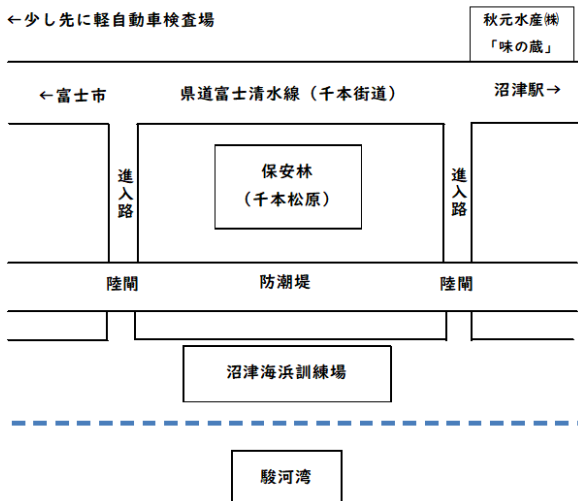 ←少し先に軽自動車検査場
秋元水産㈱
「味の蔵」
←富士市
県道富士清水線（千本街道）
沼津駅→
進入路
保安林
（千本松原）
進入路
陸閘
防潮堤
陸閘
沼津海浜訓練場
駿河湾